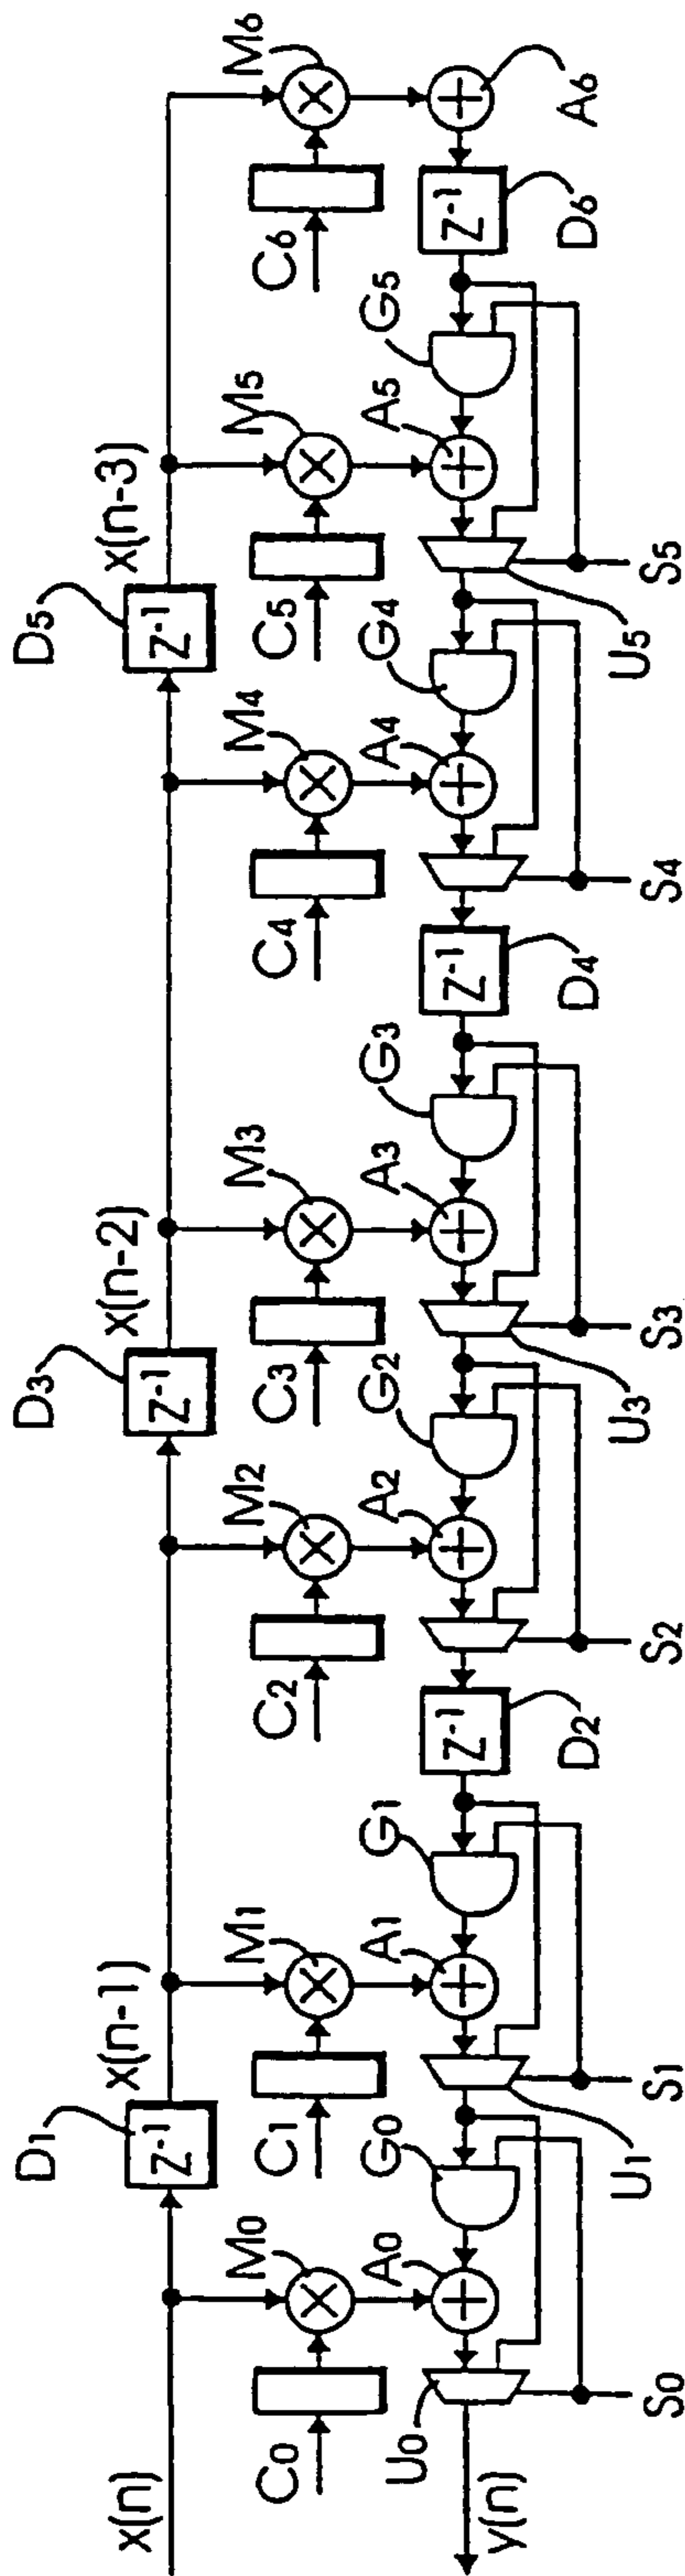 x(n)
D1
x(n-1)
D3
x(n-2)
D5
x(n-3)
Z-1
Z-1
Z-1
M0
M1
M2
M3
M4
M5
M6
C0
C1
C2
C3
C4
C5
C6
A0
G0
A1
G1
A2
G2
A3
G3
A4
G4
A5
G5
Z-1
Z-1
Z-1
y(n)
U0
S0
U1
S1
D2
S2
U3
S3
D4
S4
U5
S5
D6
A6